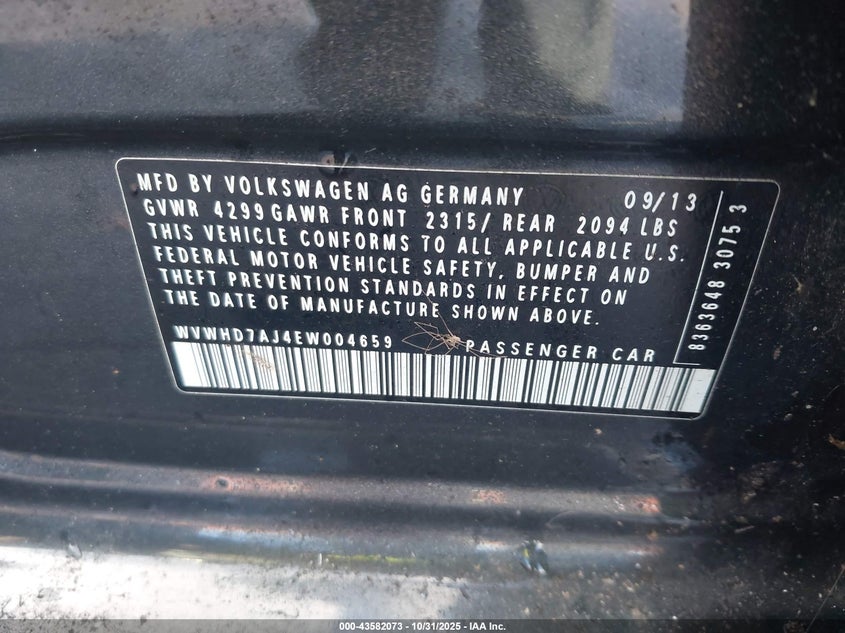 MFD BY VOLKSWAGEN AG GERMANY 09/13
GVWR 4299 GAWR FRONT 2315/ REAR 2094 LBS
THIS VEHICLE CONFORMS TO ALL APPLICABLE U.S.
FEDERAL MOTOR VEHICLE SAFETY, BUMPER AND
THEFT PREVENTION STANDARDS IN EFFECT ON
THE DATE OF MANUFACTURE SHOWN ABOVE.
WVWHD7AJ4EW004659 PASSENGER CAR
8363648 3075 3
000-43582073 - 10/31/2025 - IAA Inc.